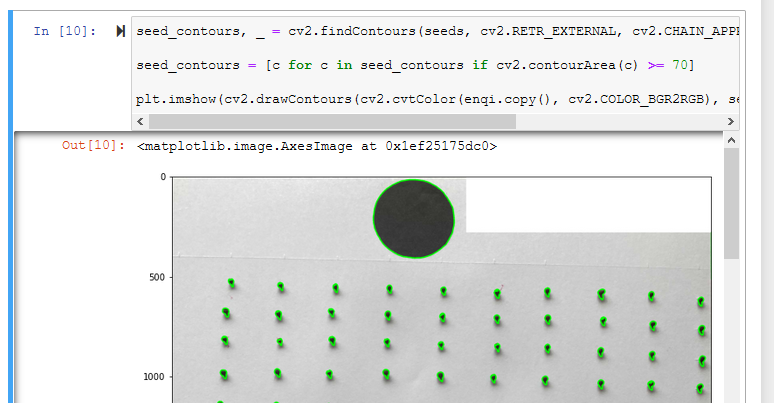 In [10]:
seed_contours, _ = cv2.findContours(seeds, cv2.RETR_EXTERNAL, cv2.CHAIN_APP
seed_contours = [c for c in seed_contours if cv2.contourArea(c) >= 70]
plt.imshow(cv2.drawContours(cv2.cvtColor(enqi.copy(), cv2.COLOR_BGR2RGB), se
Out[10]: <matplotlib.image.AxesImage at 0x1ef25175dc0>
0
500
1000